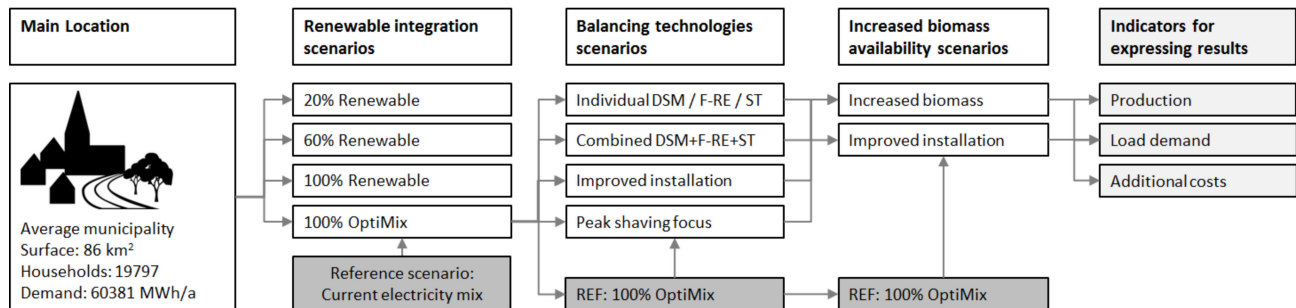 Main Location
Renewable integration
scenarios
Balancing technologies
scenarios
Increased biomass
availability scenarios
Indicators for
expressing results
Average municipality
Surface: 86 km²
Households: 19797
Demand: 60381 MWh/a
20% Renewable
60% Renewable
100% Renewable
100% OptiMix
Reference scenario:
Current electricity mix
Individual DSM / F-RE / ST
Combined DSM+F-RE+ST
Improved installation
Peak shaving focus
REF: 100% OptiMix
Increased biomass
Improved installation
REF: 100% OptiMix
Production
Load demand
Additional costs